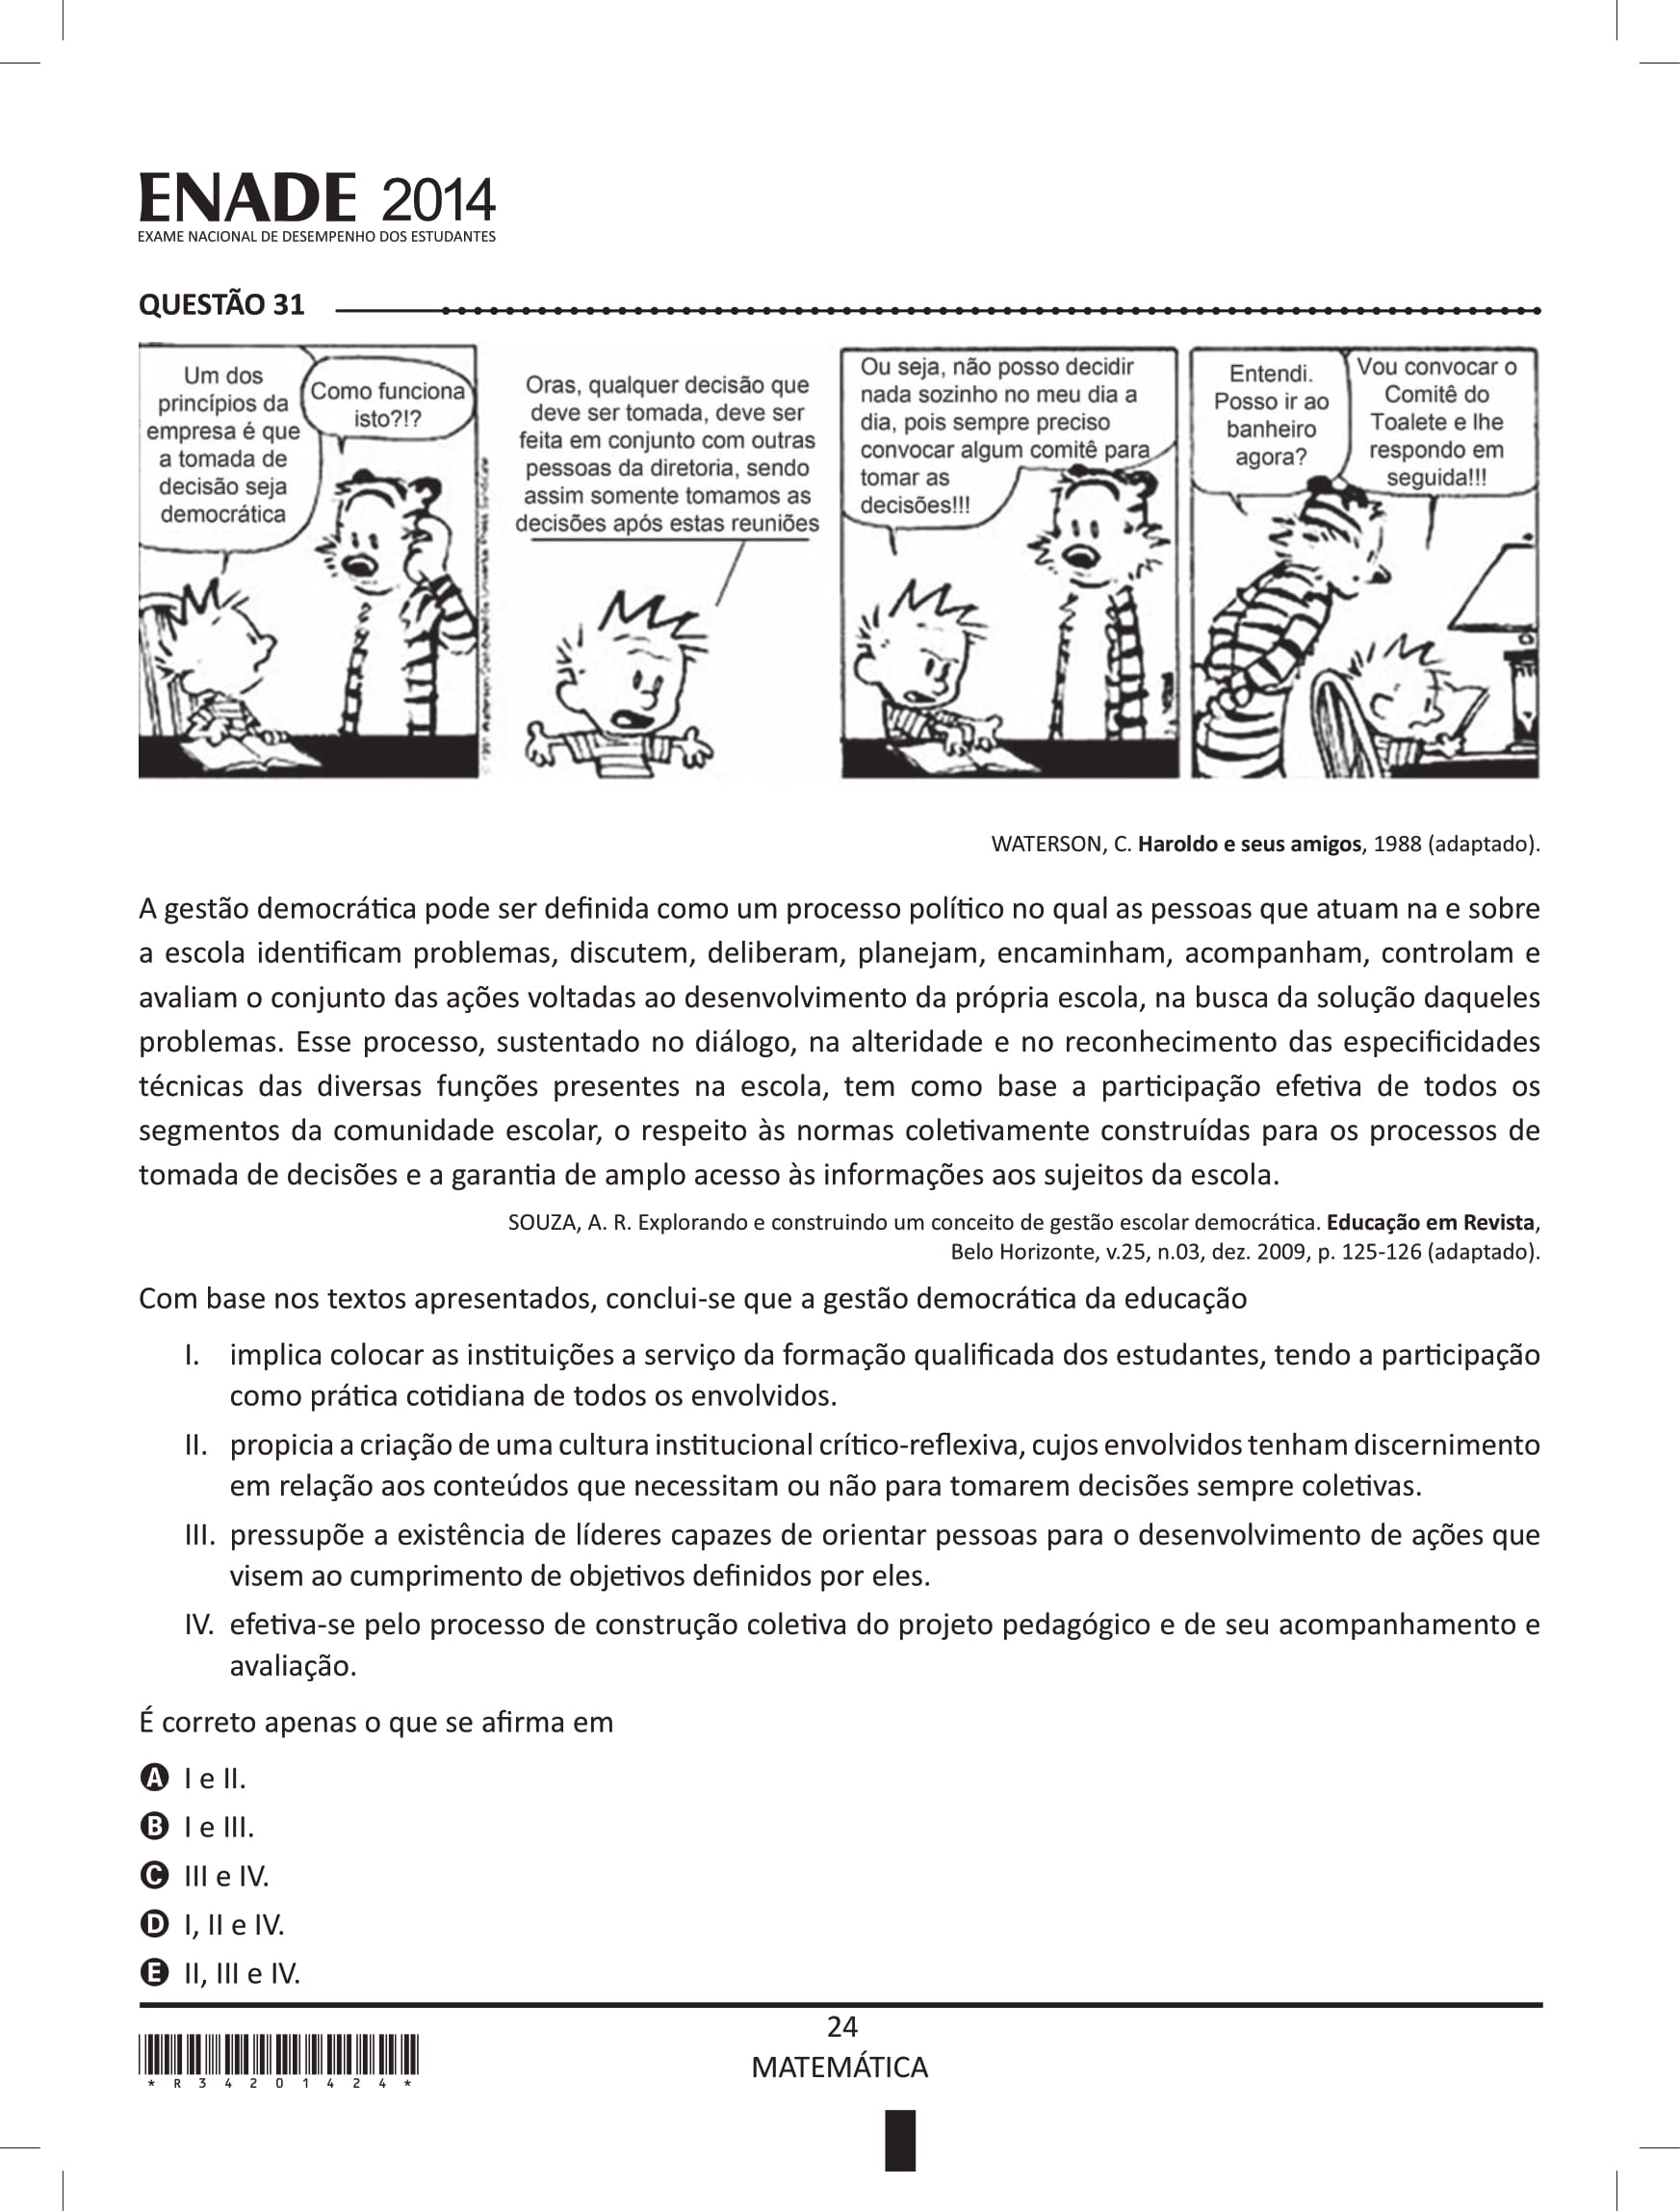 ENADE 2014
EXAME NACIONAL DE DESEMPENHO DOS ESTUDANTES
QUESTÃO 31
Um dos
princípios da
empresa é que
a tomada de
decisão seja
democrática
Como funciona
isto?!?
Oras, qualquer decisão que
deve ser tomada, deve ser
feita em conjunto com outras
pessoas da diretoria, sendo
assim somente tomamos as
decisões após estas reuniões
Ou seja, não posso decidir
nada sozinho no meu dia a
dia, pois sempre preciso
convocar algum comitê para
tomar as
decisões!!!
Entendi.
Posso ir ao
banheiro
agora?
Vou convocar o
Comitê do
Toalete e lhe
respondo em
seguida!!!
WATERSON, C. Haroldo e seus amigos, 1988 (adaptado).
A gestão democrática pode ser definida como um processo político no qual as pessoas que atuam na e sobre
a escola identificam problemas, discutem, deliberam, planejam, encaminham, acompanham, controlam e
avaliam o conjunto das ações voltadas ao desenvolvimento da própria escola, na busca da solução daqueles
problemas. Esse processo, sustentado no diálogo, na alteridade e no reconhecimento das especificidades
técnicas das diversas funções presentes na escola, tem como base a participação efetiva de todos os
segmentos da comunidade escolar, o respeito às normas coletivamente construídas para os processos de
tomada de decisões e a garantia de amplo acesso às informações aos sujeitos da escola.
SOUZA, A. R. Explorando e construindo um conceito de gestão escolar democrática. Educação em Revista,
Belo Horizonte, v.25, n.03, dez. 2009, p. 125-126 (adaptado).
Com base nos textos apresentados, conclui-se que a gestão democrática da educação
I. implica colocar as instituições a serviço da formação qualificada dos estudantes, tendo a participação
como prática cotidiana de todos os envolvidos.
II. propicia a criação de uma cultura institucional crítico-reflexiva, cujos envolvidos tenham discernimento
em relação aos conteúdos que necessitam ou não para tomarem decisões sempre coletivas.
III. pressupõe a existência de líderes capazes de orientar pessoas para o desenvolvimento de ações que
visem ao cumprimento de objetivos definidos por eles.
IV. efetiva-se pelo processo de construção coletiva do projeto pedagógico e de seu acompanhamento e
avaliação.
É correto apenas o que se afirma em
A I e II.
B I e III.
C III e IV.
D I, II e IV.
E II, III e IV.
24
MATEMÁTICA
* R 3 4 2 0 1 4 2 4 *